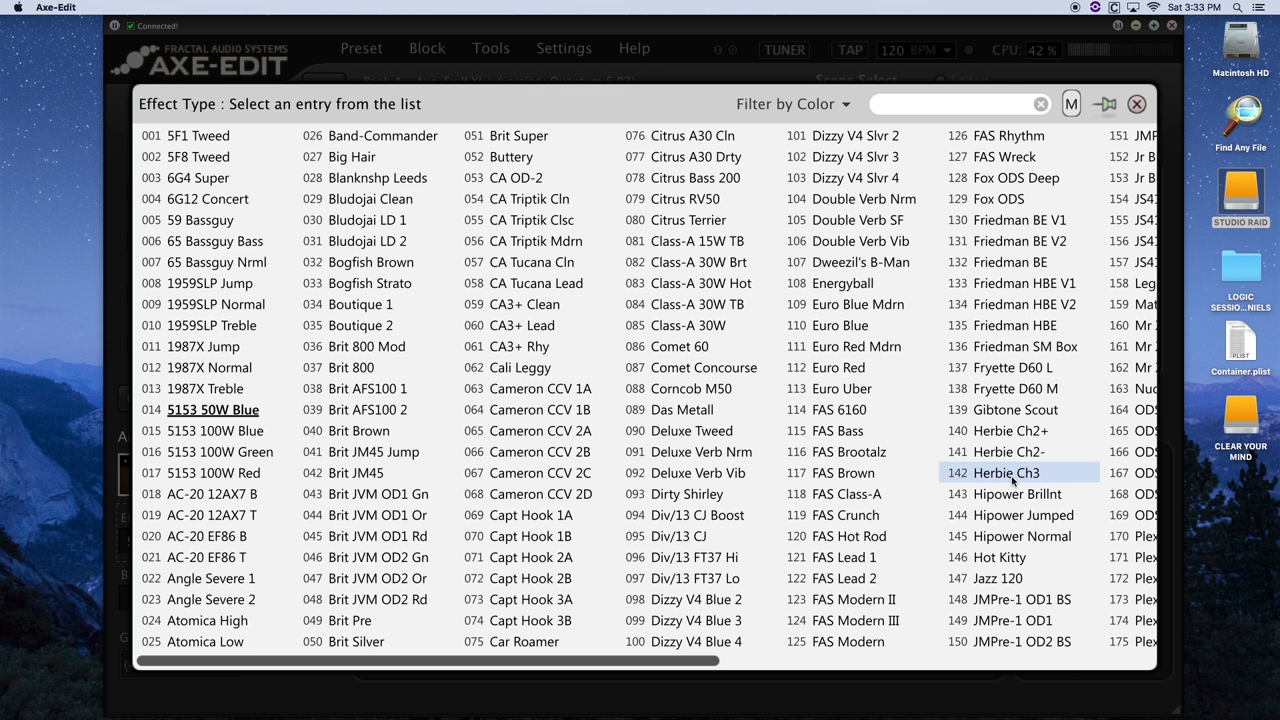 Axe-Edit
Sat 3:33 PM
Connected!
FRACTAL AUDIO SYSTEMS
AXE-EDIT
Preset Block Tools Settings Help
TUNER TAP 120 BPM CPU: 42 %
Effect Type : Select an entry from the list
Filter by Color
M
001 5F1 Tweed
002 5F8 Tweed
003 6G4 Super
004 6G12 Concert
005 59 Bassguy
006 65 Bassguy Bass
007 65 Bassguy Nrml
008 1959SLP Jump
009 1959SLP Normal
010 1959SLP Treble
011 1987X Jump
012 1987X Normal
013 1987X Treble
014 5153 50W Blue
015 5153 100W Blue
016 5153 100W Green
017 5153 100W Red
018 AC-20 12AX7 B
019 AC-20 12AX7 T
020 AC-20 EF86 B
021 AC-20 EF86 T
022 Angle Severe 1
023 Angle Severe 2
024 Atomica High
025 Atomica Low
026 Band-Commander
027 Big Hair
028 Blanknshp Leeds
029 Bludojai Clean
030 Bludojai LD 1
031 Bludojai LD 2
032 Bogfish Brown
033 Bogfish Strato
034 Boutique 1
035 Boutique 2
036 Brit 800 Mod
037 Brit 800
038 Brit AFS100 1
039 Brit AFS100 2
040 Brit Brown
041 Brit JM45 Jump
042 Brit JM45
043 Brit JVM OD1 Gn
044 Brit JVM OD1 Or
045 Brit JVM OD1 Rd
046 Brit JVM OD2 Gn
047 Brit JVM OD2 Or
048 Brit JVM OD2 Rd
049 Brit Pre
050 Brit Silver
051 Brit Super
052 Buttery
053 CA OD-2
054 CA Triptik Cln
055 CA Triptik Clsc
056 CA Triptik Mdrn
057 CA Tucana Cln
058 CA Tucana Lead
059 CA3+ Clean
060 CA3+ Lead
061 CA3+ Rhy
062 Cali Leggy
063 Cameron CCV 1A
064 Cameron CCV 1B
065 Cameron CCV 2A
066 Cameron CCV 2B
067 Cameron CCV 2C
068 Cameron CCV 2D
069 Capt Hook 1A
070 Capt Hook 1B
071 Capt Hook 2A
072 Capt Hook 2B
073 Capt Hook 3A
074 Capt Hook 3B
075 Car Roamer
076 Citrus A30 Cln
077 Citrus A30 Drty
078 Citrus Bass 200
079 Citrus RV50
080 Citrus Terrier
081 Class-A 15W TB
082 Class-A 30W Brt
083 Class-A 30W Hot
084 Class-A 30W TB
085 Class-A 30W
086 Comet 60
087 Comet Concourse
088 Corncob M50
089 Das Metall
090 Deluxe Tweed
091 Deluxe Verb Nrm
092 Deluxe Verb Vib
093 Dirty Shirley
094 Div/13 CJ Boost
095 Div/13 CJ
096 Div/13 FT37 Hi
097 Div/13 FT37 Lo
098 Dizzy V4 Blue 2
099 Dizzy V4 Blue 3
100 Dizzy V4 Blue 4
101 Dizzy V4 Slvr 2
102 Dizzy V4 Slvr 3
103 Dizzy V4 Slvr 4
104 Double Verb Nrm
105 Double Verb SF
106 Double Verb Vib
107 Dweezil's B-Man
108 Energyball
109 Euro Blue Mdrn
110 Euro Blue
111 Euro Red Mdrn
112 Euro Red
113 Euro Uber
114 FAS 6160
115 FAS Bass
116 FAS Brootalz
117 FAS Brown
118 FAS Class-A
119 FAS Crunch
120 FAS Hot Rod
121 FAS Lead 1
122 FAS Lead 2
123 FAS Modern II
124 FAS Modern III
125 FAS Modern
126 FAS Rhythm
127 FAS Wreck
128 Fox ODS Deep
129 Fox ODS
130 Friedman BE V1
131 Friedman BE V2
132 Friedman BE
133 Friedman HBE V1
134 Friedman HBE V2
135 Friedman HBE
136 Friedman SM Box
137 Fryette D60 L
138 Fryette D60 M
139 Gibtone Scout
140 Herbie Ch2+
141 Herbie Ch2-
142 Herbie Ch3
143 Hipower Brillnt
144 Hipower Jumped
145 Hipower Normal
146 Hot Kitty
147 Jazz 120
148 JMPre-1 OD1 BS
149 JMPre-1 OD1
150 JMPre-1 OD2 BS
151 JMP
152 Jr B
153 Jr B
154 JS41
155 JS41
156 JS41
157 JS41
158 Leg
159 Mat
160 Mr
161 Mr
162 Mr
163 Nuc
164 ODS
165 ODS
166 ODS
167 ODS
168 ODS
169 ODS
170 Plex
171 Plex
172 Plex
173 Plex
174 Plex
175 Plex
Macintosh HD
Find Any File
STUDIO RAID
LOGIC
SESSIO...NIELS
PLIST
Container.plist
CLEAR YOUR
MIND